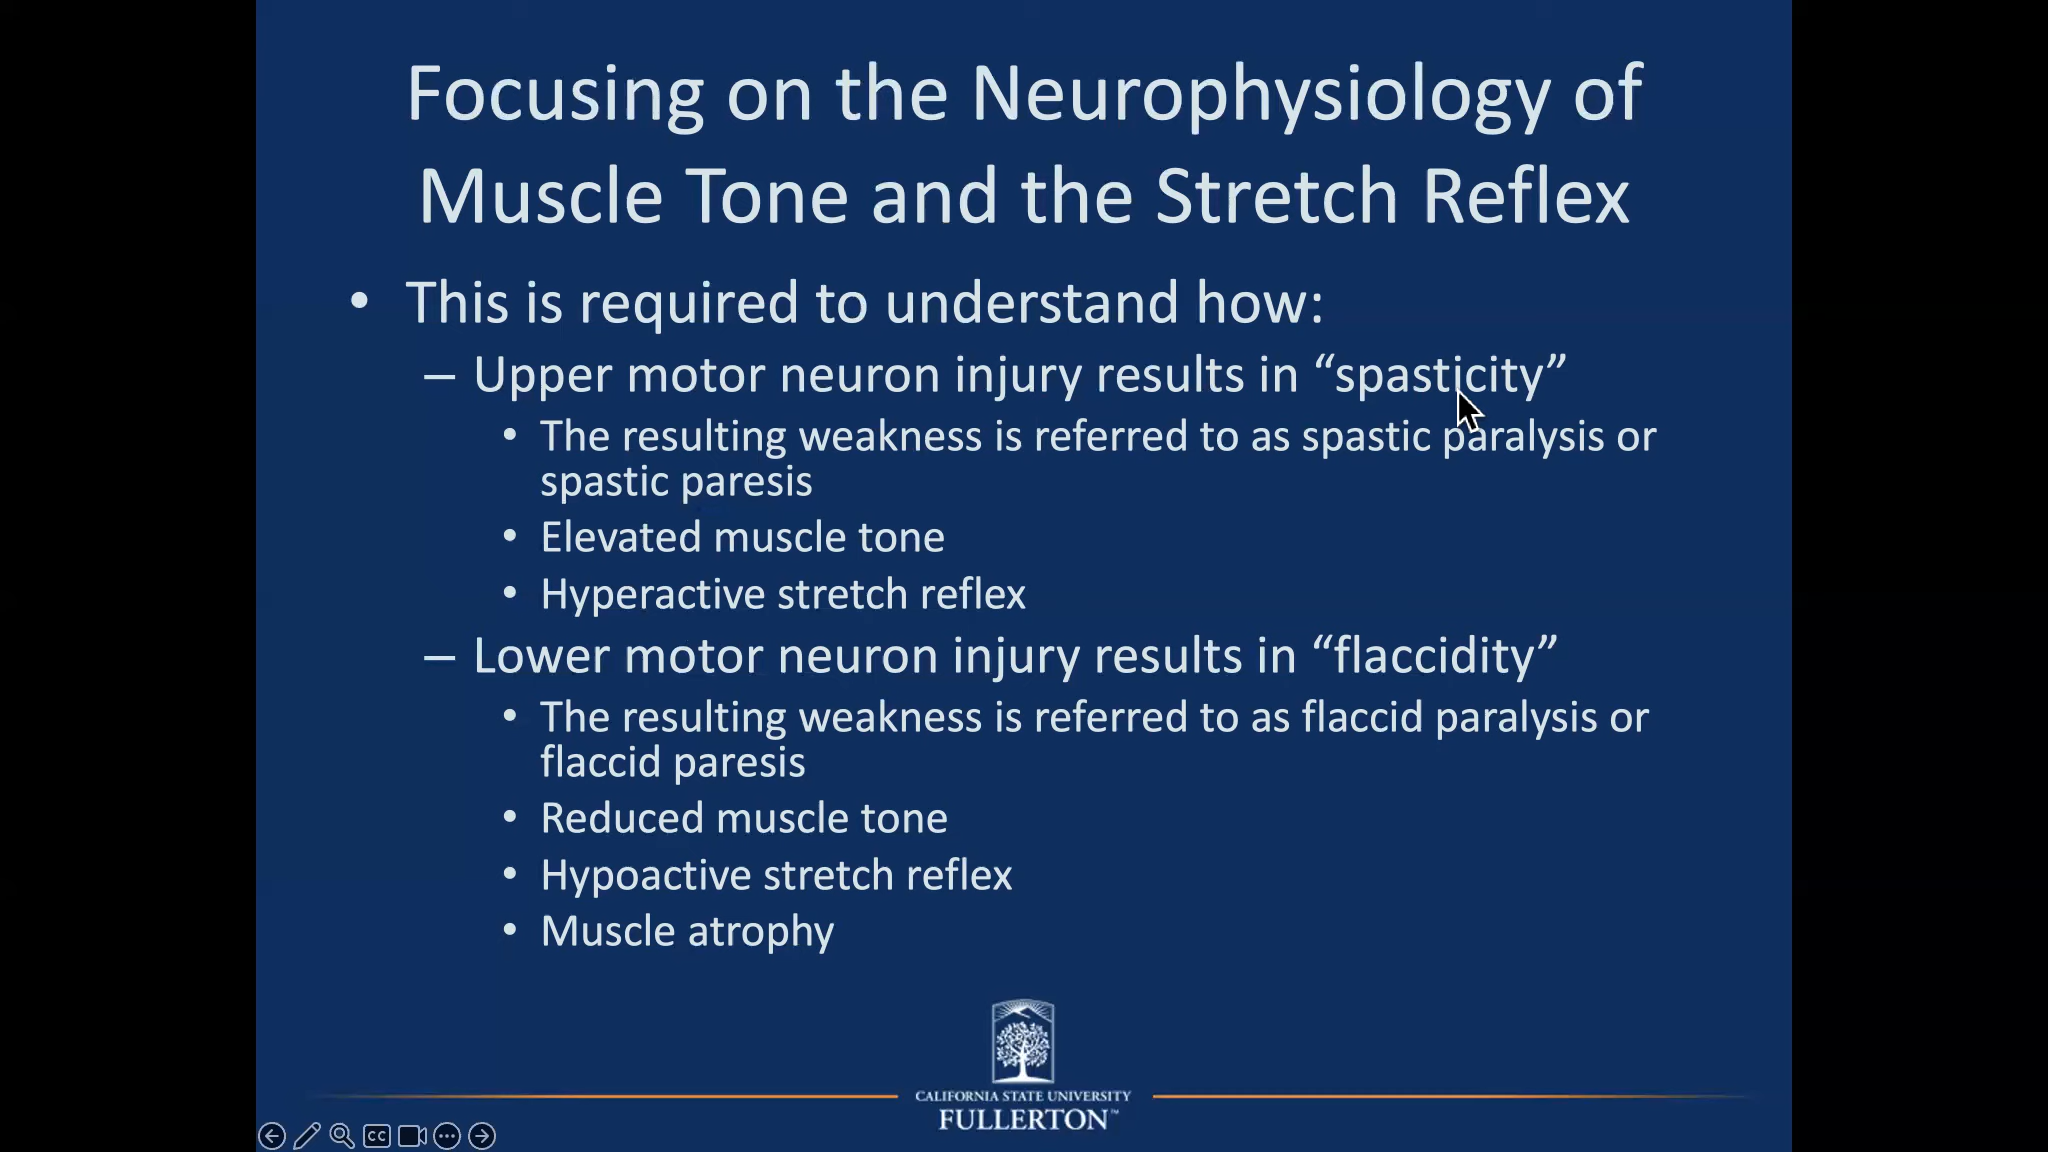 Focusing on the Neurophysiology of
Muscle Tone and the Stretch Reflex
• This is required to understand how:
– Upper motor neuron injury results in “spasticity”
• The resulting weakness is referred to as spastic paralysis or
spastic paresis
• Elevated muscle tone
• Hyperactive stretch reflex
– Lower motor neuron injury results in “flaccidity”
• The resulting weakness is referred to as flaccid paralysis or
flaccid paresis
• Reduced muscle tone
• Hypoactive stretch reflex
• Muscle atrophy
CALIFORNIA STATE UNIVERSITY
FULLERTON™
CC